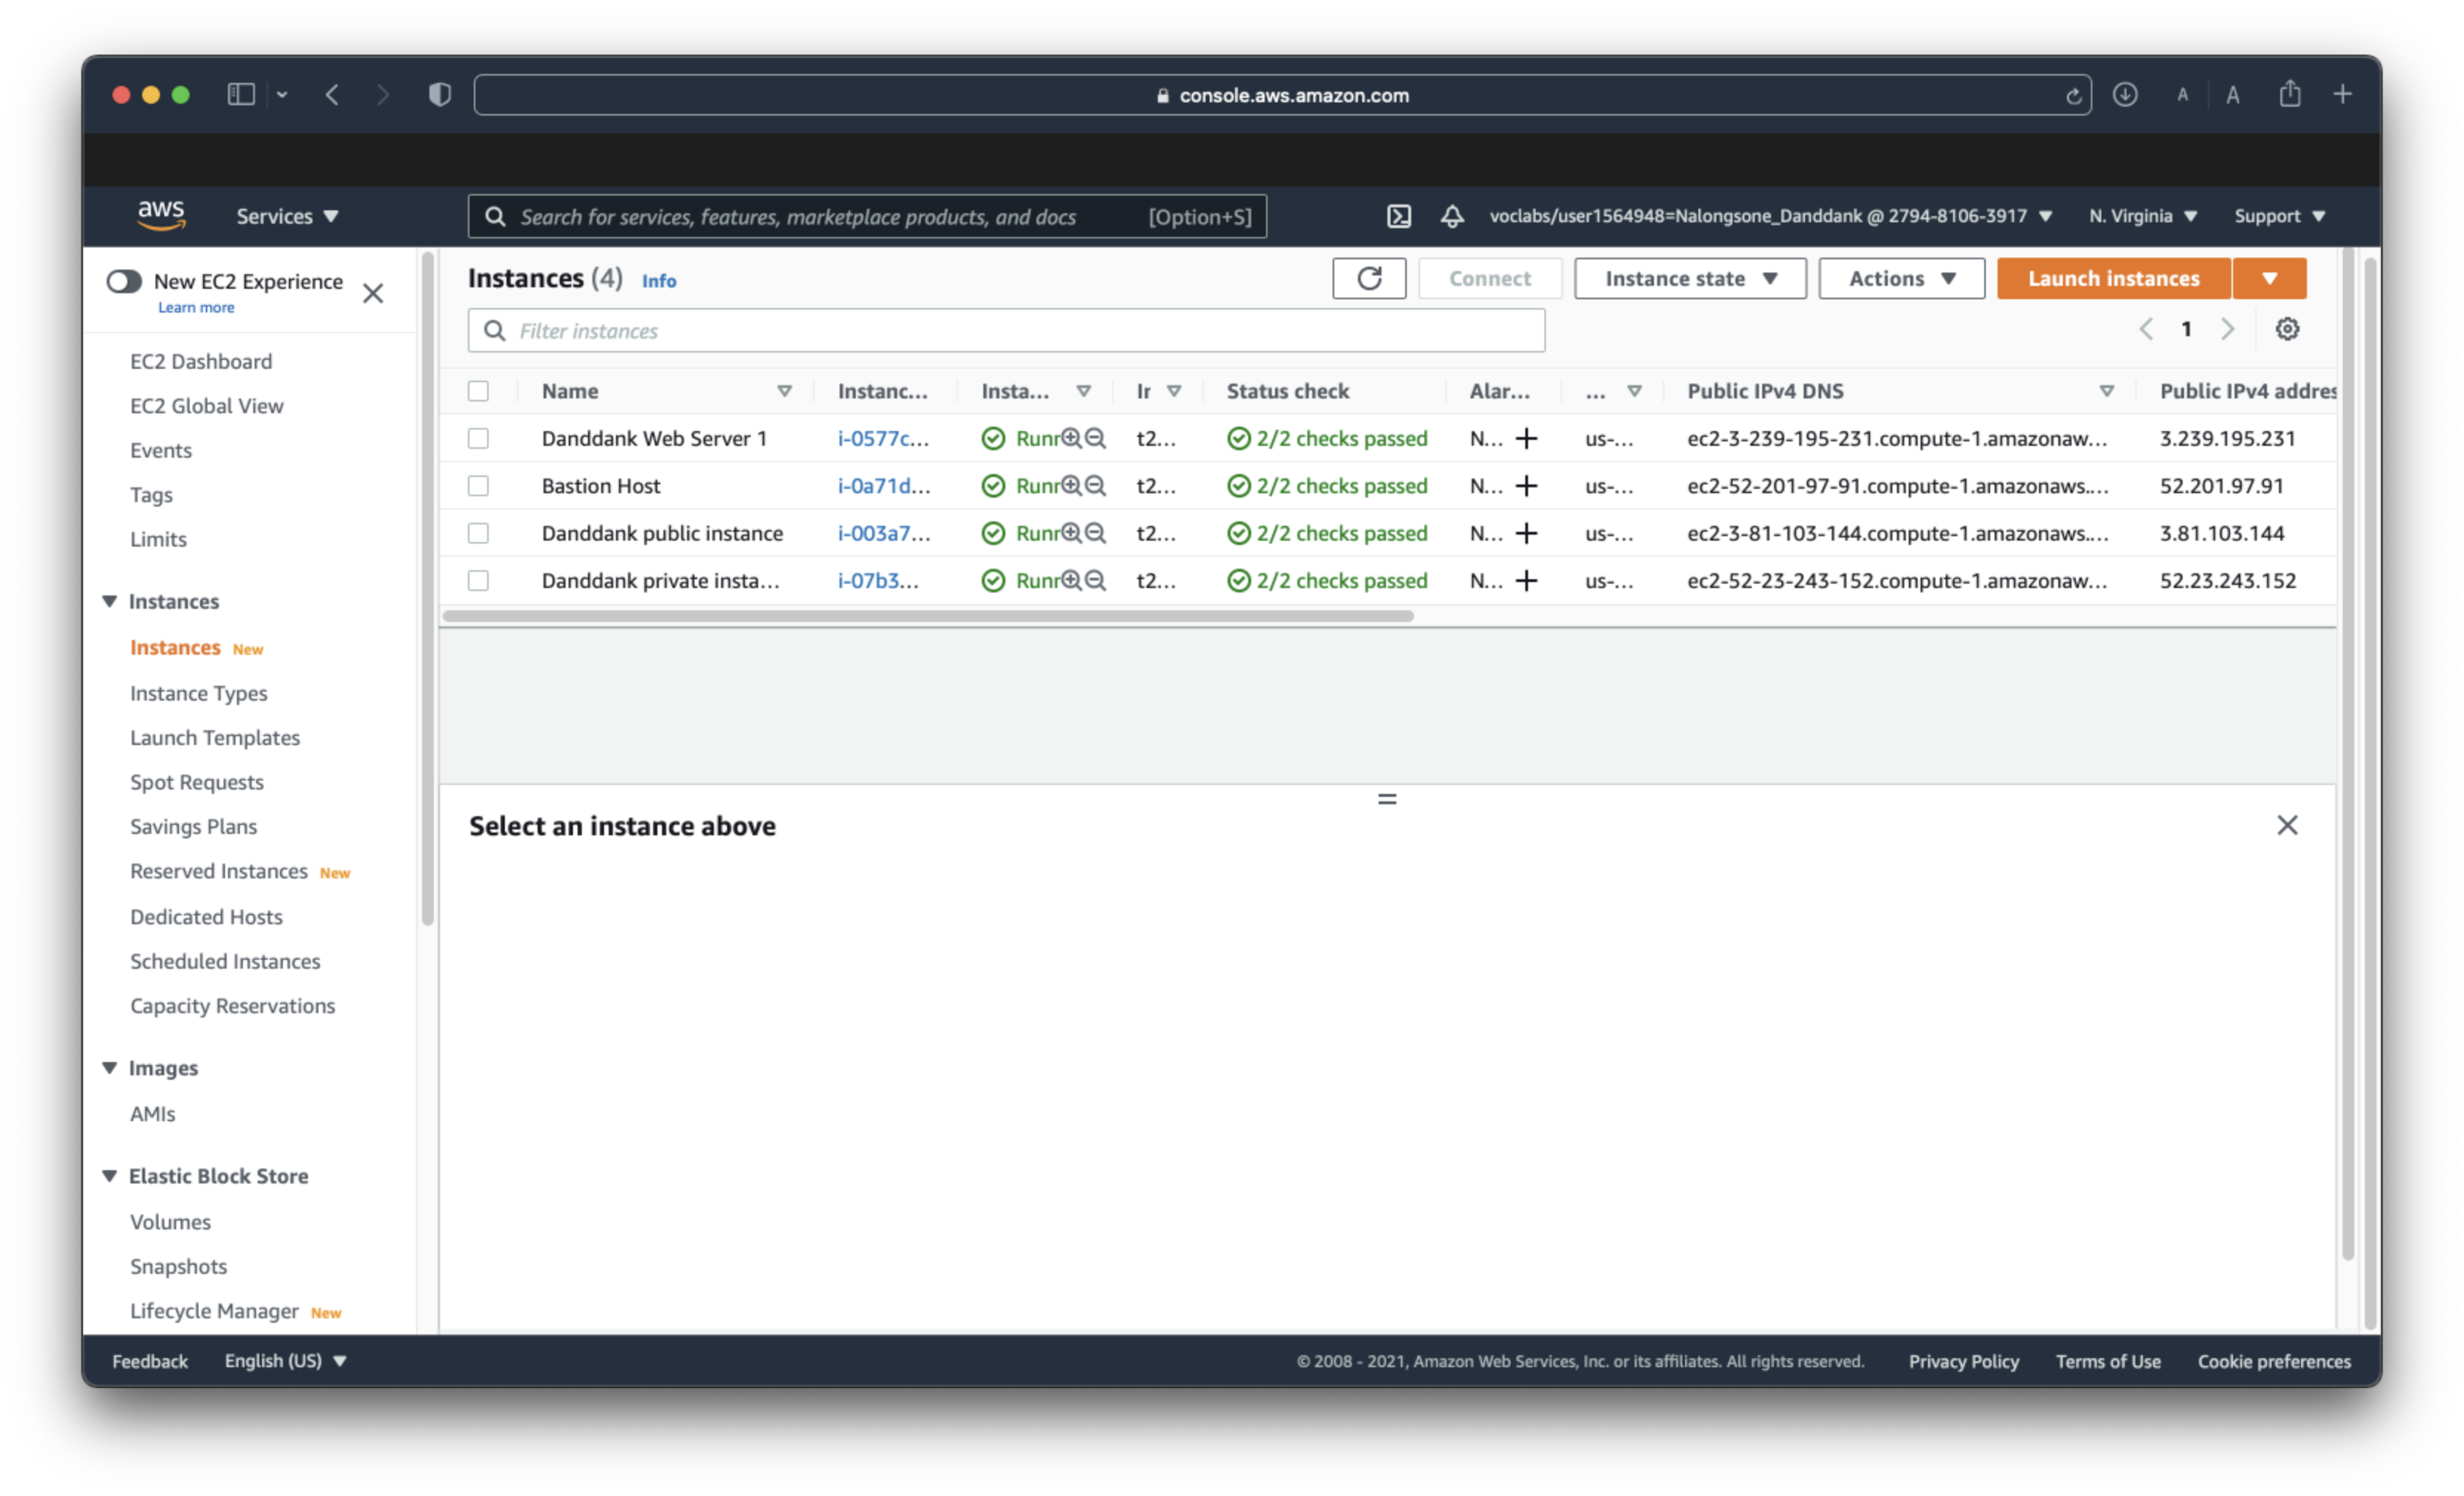 console.aws.amazon.com
A A
aws Services Search for services, features, marketplace products, and docs [Option+S] voclabs/user1564948=Nalongsone_Danddank @ 2794-8106-3917 N. Virginia Support
New EC2 Experience
Learn more
EC2 Dashboard
EC2 Global View
Events
Tags
Limits
Instances
Instances New
Instance Types
Launch Templates
Spot Requests
Savings Plans
Reserved Instances New
Dedicated Hosts
Scheduled Instances
Capacity Reservations
Images
AMIs
Elastic Block Store
Volumes
Snapshots
Lifecycle Manager New
Instances (4) Info Connect Instance state Actions Launch instances
Filter instances 1
Name Instanc... Insta... Ir Status check Alar... ... Public IPv4 DNS Public IPv4 addres
Danddank Web Server 1 i-0577c... Runr t2... 2/2 checks passed N... + us-... ec2-3-239-195-231.compute-1.amazonaw... 3.239.195.231
Bastion Host i-0a71d... Runr t2... 2/2 checks passed N... + us-... ec2-52-201-97-91.compute-1.amazonaws.... 52.201.97.91
Danddank public instance i-003a7... Runr t2... 2/2 checks passed N... + us-... ec2-3-81-103-144.compute-1.amazonaws.... 3.81.103.144
Danddank private insta... i-07b3... Runr t2... 2/2 checks passed N... + us-... ec2-52-23-243-152.compute-1.amazonaw... 52.23.243.152
Select an instance above
Feedback English (US) © 2008 - 2021, Amazon Web Services, Inc. or its affiliates. All rights reserved. Privacy Policy Terms of Use Cookie preferences